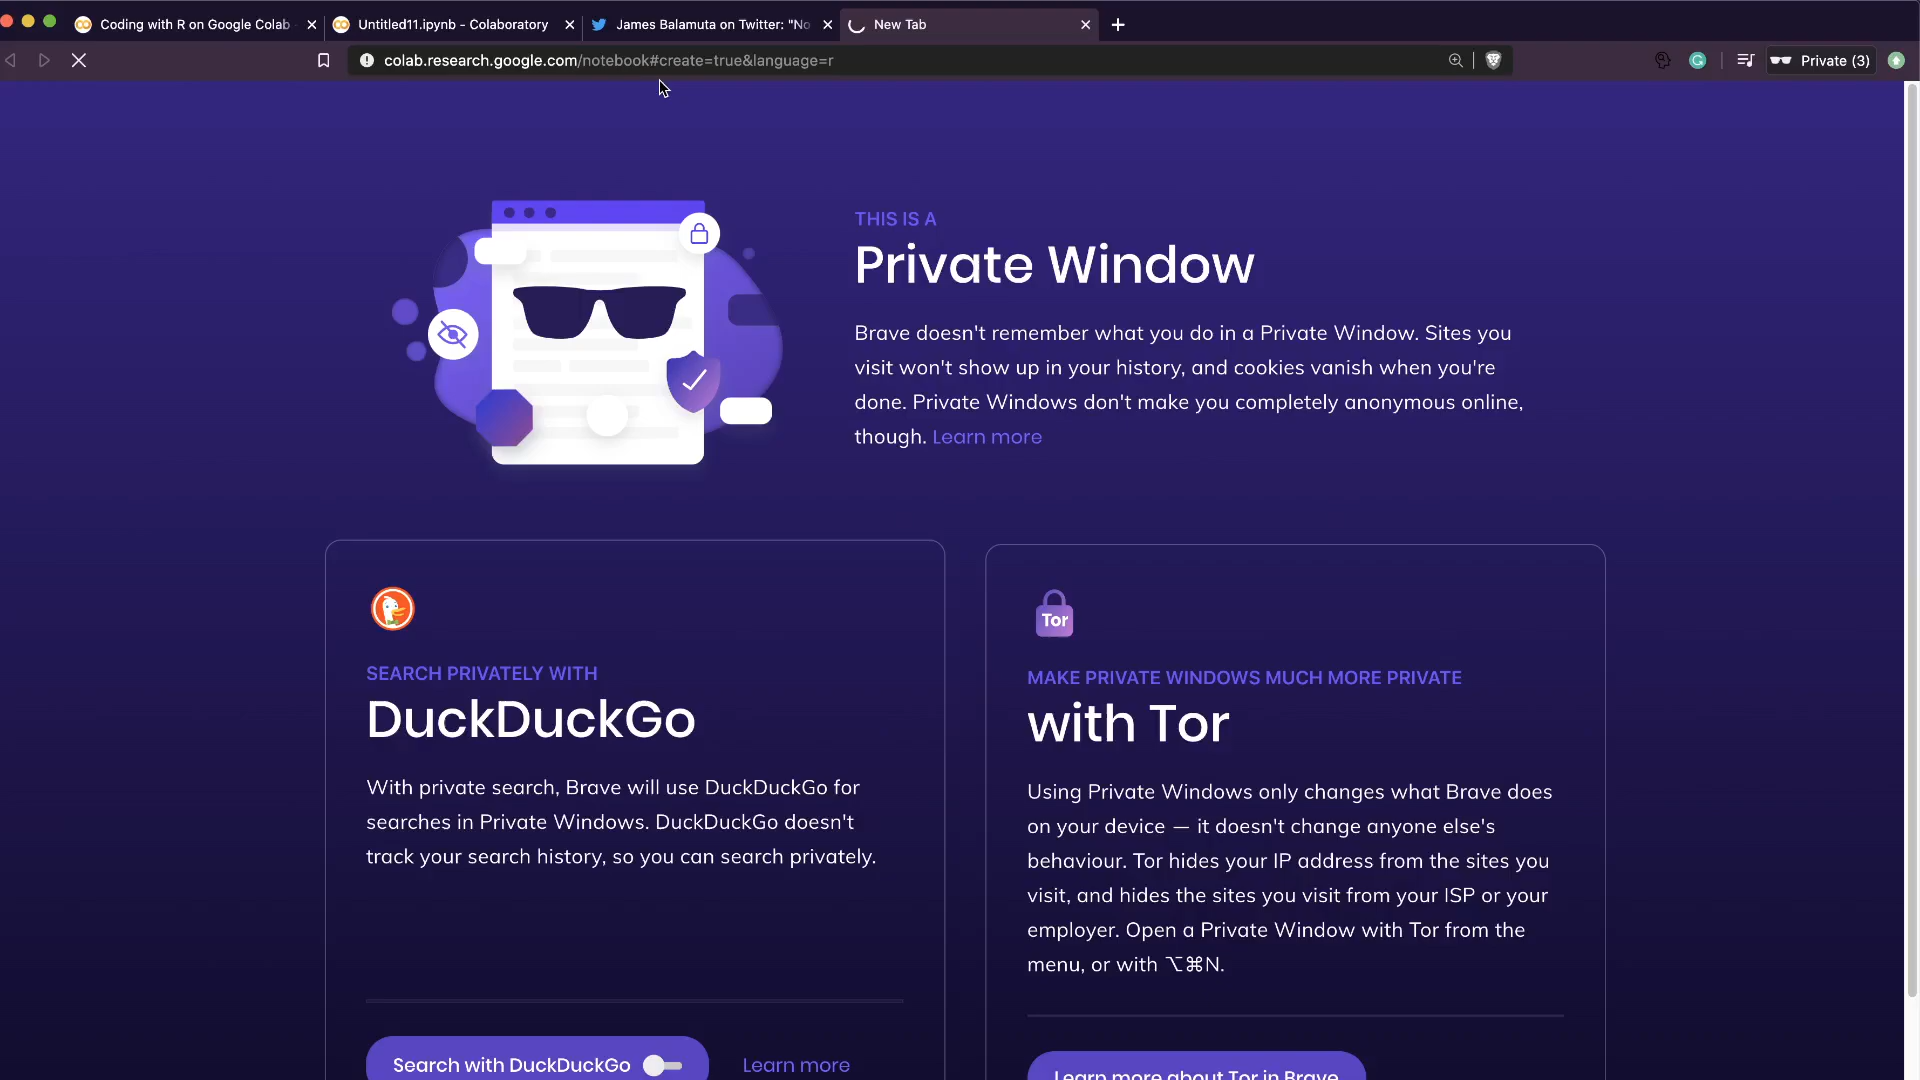 Coding with R on Google Colab
Untitled11.ipynb - Colaboratory
James Balamuta on Twitter: "No
New Tab
colab.research.google.com/notebook#create=true&language=r
Private (3)
THIS IS A
Private Window
Brave doesn't remember what you do in a Private Window. Sites you
visit won't show up in your history, and cookies vanish when you're
done. Private Windows don't make you completely anonymous online,
though. Learn more
SEARCH PRIVATELY WITH
DuckDuckGo
With private search, Brave will use DuckDuckGo for
searches in Private Windows. DuckDuckGo doesn't
track your search history, so you can search privately.
Search with DuckDuckGo
Learn more
Tor
MAKE PRIVATE WINDOWS MUCH MORE PRIVATE
with Tor
Using Private Windows only changes what Brave does
on your device — it doesn't change anyone else's
behaviour. Tor hides your IP address from the sites you
visit, and hides the sites you visit from your ISP or your
employer. Open a Private Window with Tor from the
menu, or with ⌥⌘N.
Learn more about Tor in Brave